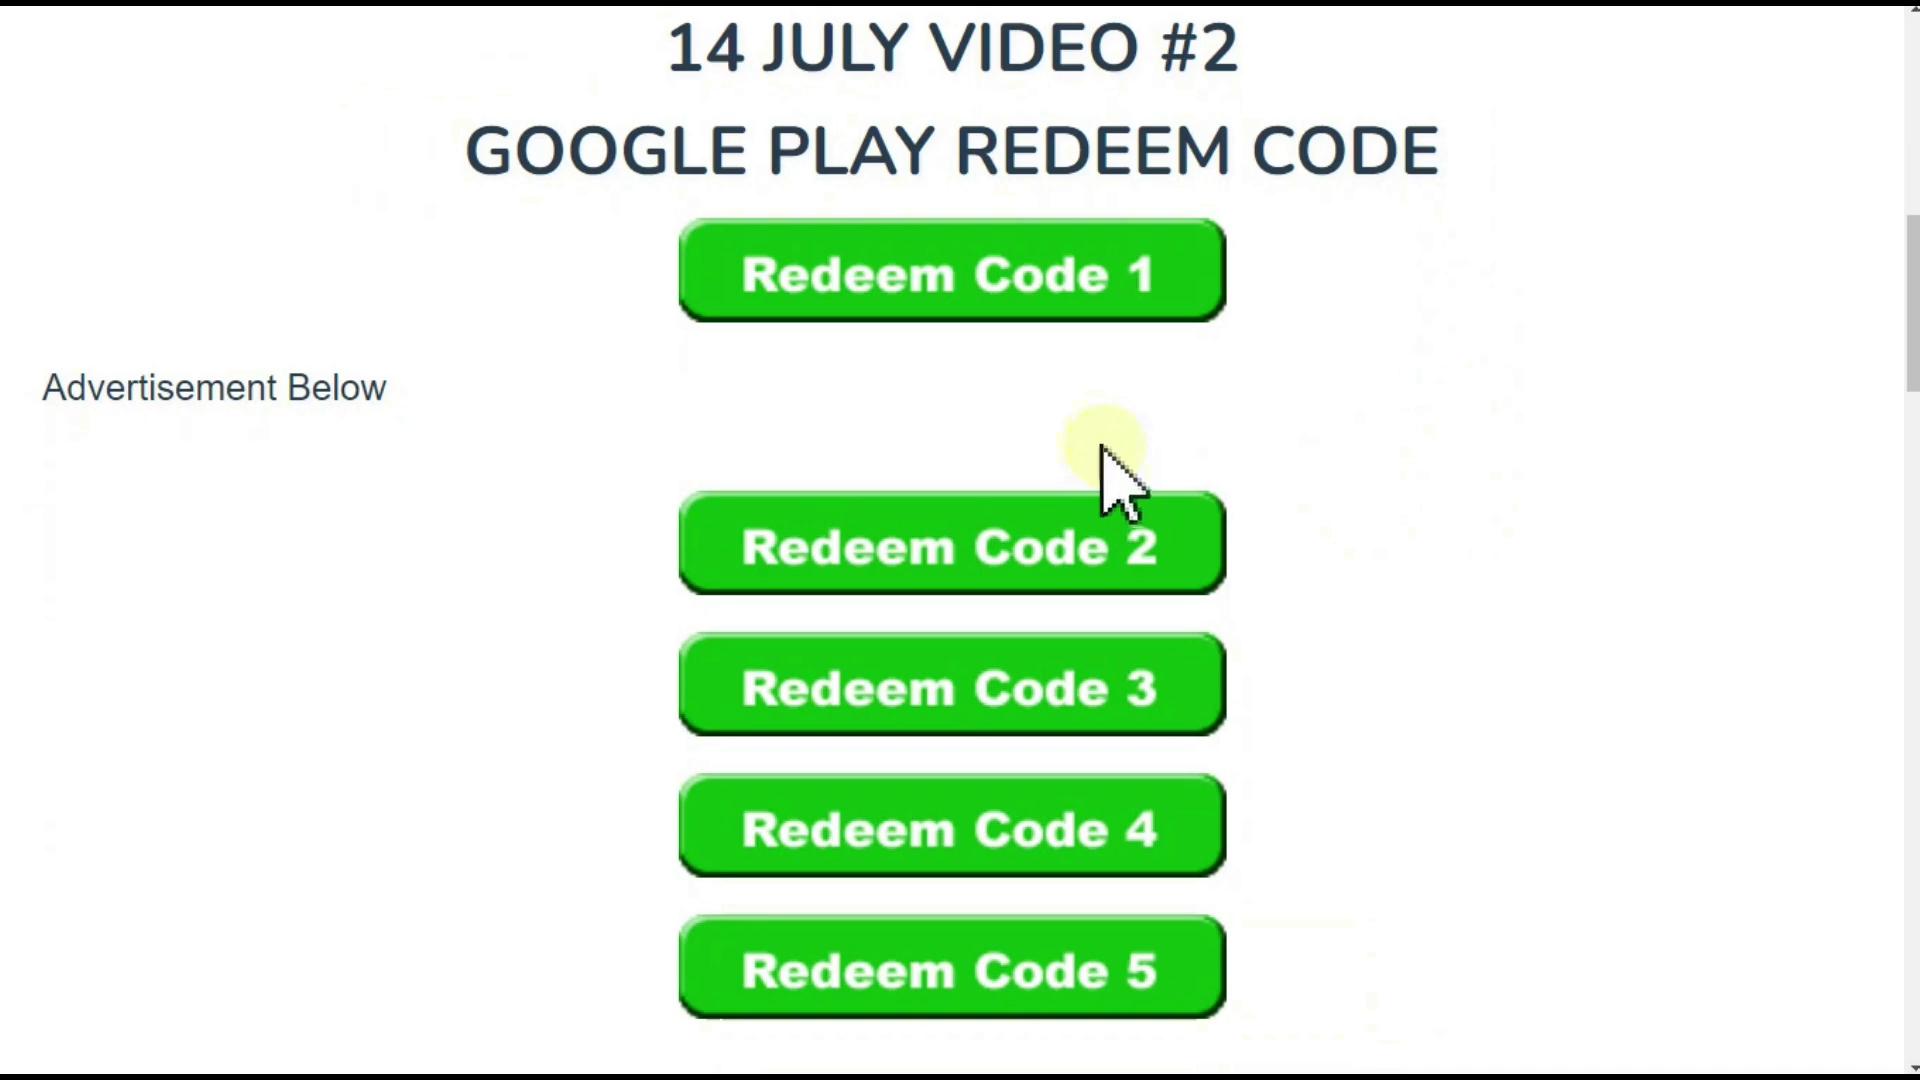 14 JULY VIDEO #2
GOOGLE PLAY REDEEM CODE
Redeem Code 1
Advertisement Below
Redeem Code 2
Redeem Code 3
Redeem Code 4
Redeem Code 5